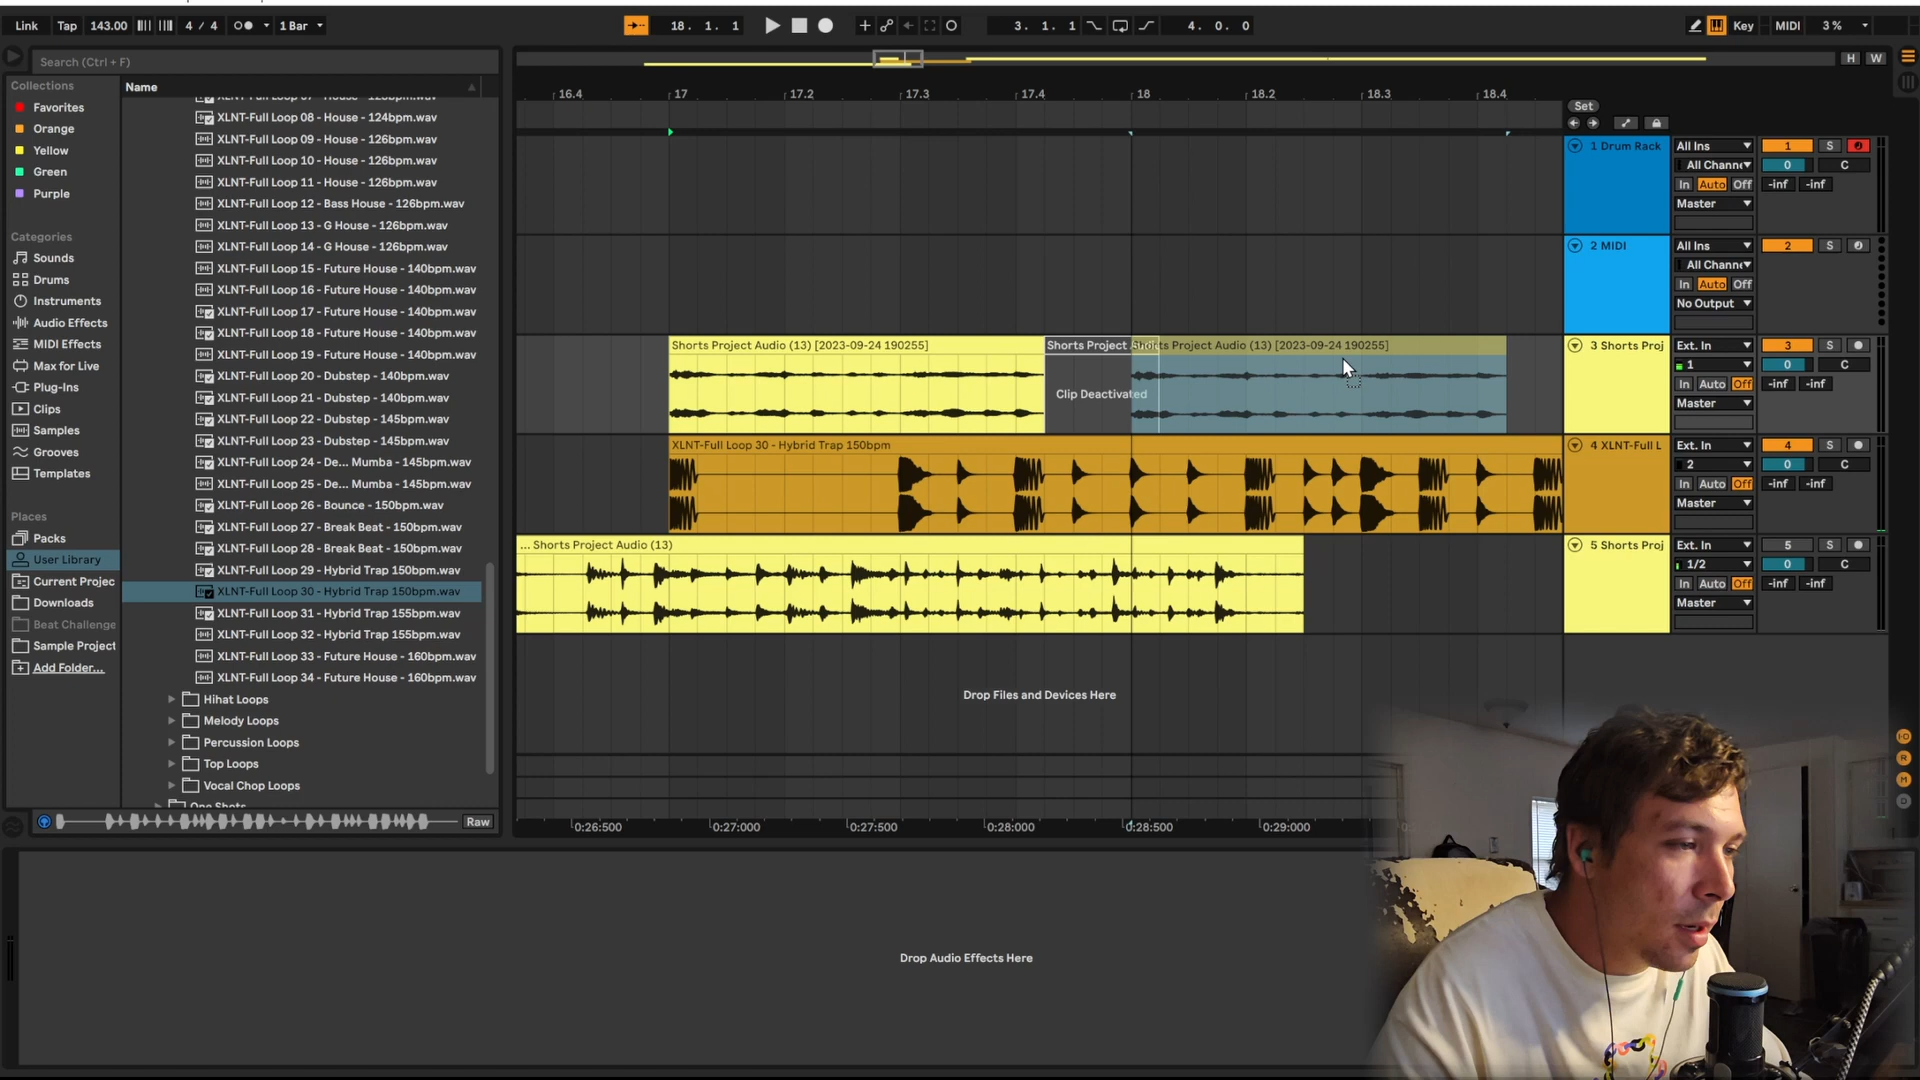 Link Tap 143.00 4 / 4 1 Bar 18. 1. 1 3. 1. 1 4. 0. 0 Key MIDI 3 %
Search (Ctrl + F)
H W
Collections
Name
Favorites
Orange
Yellow
Green
Purple
Categories
Sounds
Drums
Instruments
Audio Effects
MIDI Effects
Max for Live
Plug-Ins
Clips
Samples
Grooves
Templates
Places
Packs
User Library
Current Projec
Downloads
Beat Challenge
Sample Project
Add Folder...
XLNT-Full Loop 08 - House - 124bpm.wav
XLNT-Full Loop 09 - House - 126bpm.wav
XLNT-Full Loop 10 - House - 126bpm.wav
XLNT-Full Loop 11 - House - 126bpm.wav
XLNT-Full Loop 12 - Bass House - 126bpm.wav
XLNT-Full Loop 13 - G House - 126bpm.wav
XLNT-Full Loop 14 - G House - 126bpm.wav
XLNT-Full Loop 15 - Future House - 140bpm.wav
XLNT-Full Loop 16 - Future House - 140bpm.wav
XLNT-Full Loop 17 - Future House - 140bpm.wav
XLNT-Full Loop 18 - Future House - 140bpm.wav
XLNT-Full Loop 19 - Future House - 140bpm.wav
XLNT-Full Loop 20 - Dubstep - 140bpm.wav
XLNT-Full Loop 21 - Dubstep - 140bpm.wav
XLNT-Full Loop 22 - Dubstep - 145bpm.wav
XLNT-Full Loop 23 - Dubstep - 145bpm.wav
XLNT-Full Loop 24 - De... Mumba - 145bpm.wav
XLNT-Full Loop 25 - De... Mumba - 145bpm.wav
XLNT-Full Loop 26 - Bounce - 150bpm.wav
XLNT-Full Loop 27 - Break Beat - 150bpm.wav
XLNT-Full Loop 28 - Break Beat - 150bpm.wav
XLNT-Full Loop 29 - Hybrid Trap 150bpm.wav
XLNT-Full Loop 30 - Hybrid Trap 150bpm.wav
XLNT-Full Loop 31 - Hybrid Trap 155bpm.wav
XLNT-Full Loop 32 - Hybrid Trap 155bpm.wav
XLNT-Full Loop 33 - Future House - 160bpm.wav
XLNT-Full Loop 34 - Future House - 160bpm.wav
Hihat Loops
Melody Loops
Percussion Loops
Top Loops
Vocal Chop Loops
One Shots
Raw
16.4 17 17.2 17.3 17.4 18 18.2 18.3 18.4
Set
1 Drum Rack All Ins 1 S
All Channe 0 C
In Auto Off -inf -inf
Master
2 MIDI All Ins 2 S
All Channe
In Auto Off
No Output
Shorts Project Audio (13) [2023-09-24 190255] Shorts Project Shorts Project Audio (13) [2023-09-24 190255] 3 Shorts Proj Ext. In 3 S
1 0 C
In Auto Off -inf -inf
Clip Deactivated
Master
XLNT-Full Loop 30 - Hybrid Trap 150bpm 4 XLNT-Full L Ext. In 4 S
2 0 C
In Auto Off -inf -inf
Master
... Shorts Project Audio (13) 5 Shorts Proj Ext. In 5 S
1/2 0 C
In Auto Off -inf -inf
Master
Drop Files and Devices Here
0:26:500 0:27:000 0:27:500 0:28:000 0:28:500 0:29:000
I·O
R
M
D
Drop Audio Effects Here